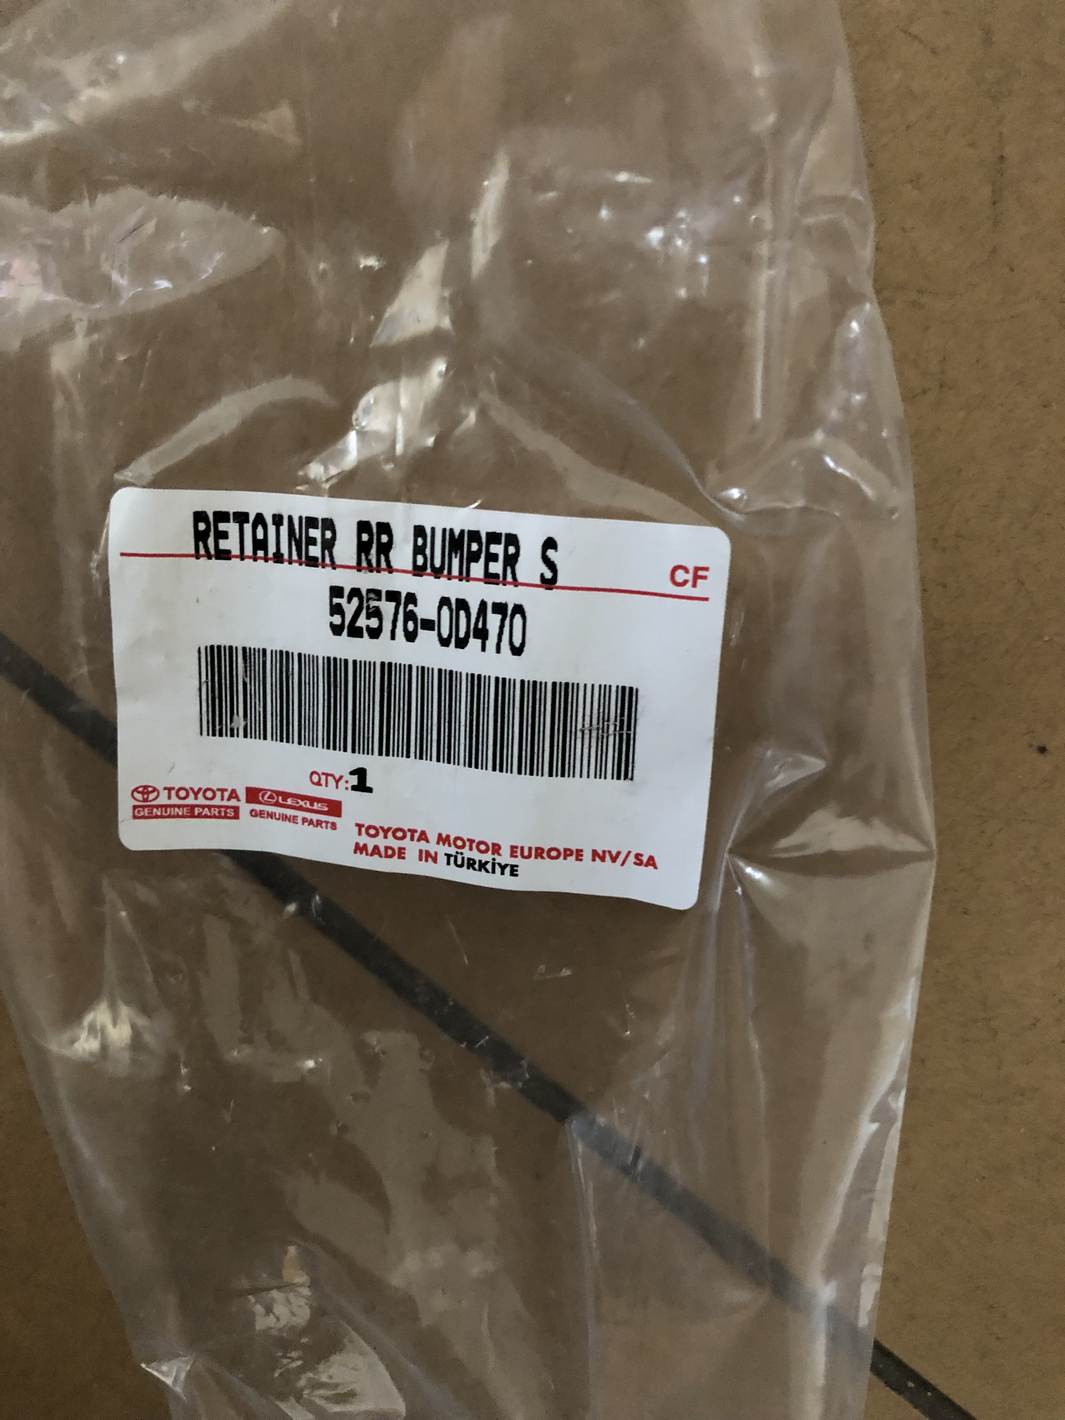 RETAINER RR BUMPER S
CF
52576-0D470
QTY:1
TOYOTA
GENUINE PARTS
LEXUS
GENUINE PARTS
TOYOTA MOTOR EUROPE NV/SA
MADE IN TÜRKİYE